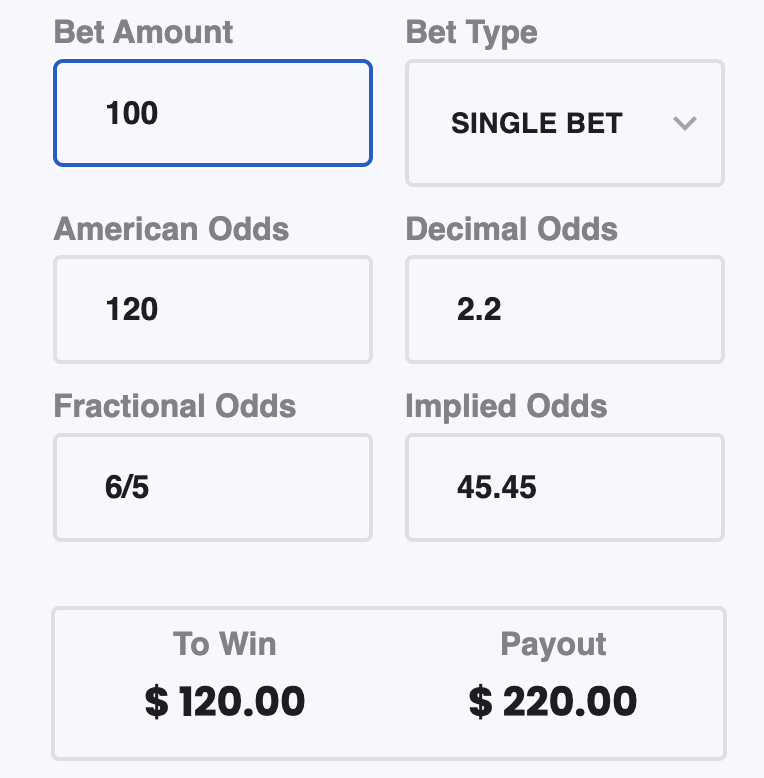 Bet Amount
Bet Type
100
SINGLE BET
American Odds
Decimal Odds
120
2.2
Fractional Odds
Implied Odds
6/5
45.45
To Win
Payout
$ 120.00
$ 220.00